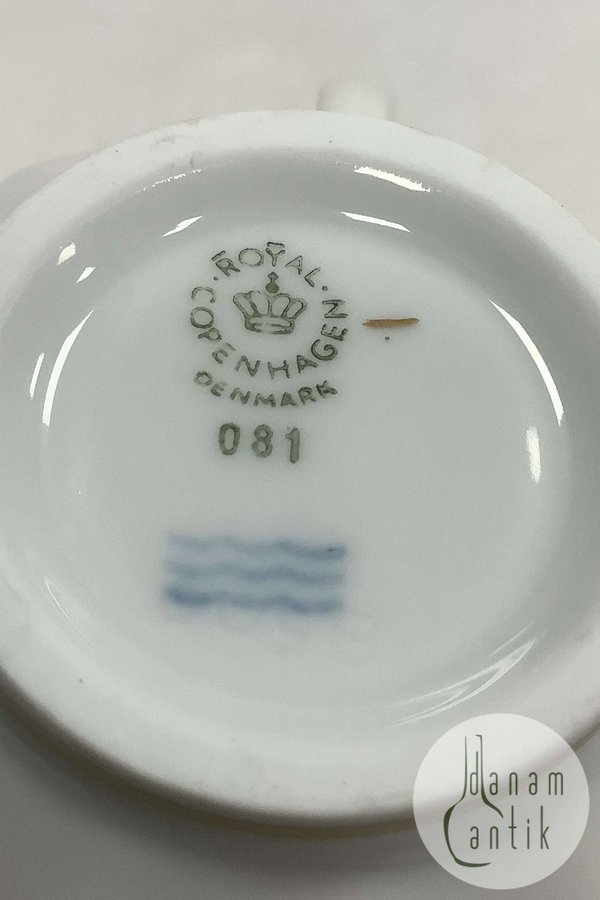 · ROYAL ·
COPENHAGEN
DENMARK
081
danam
antik